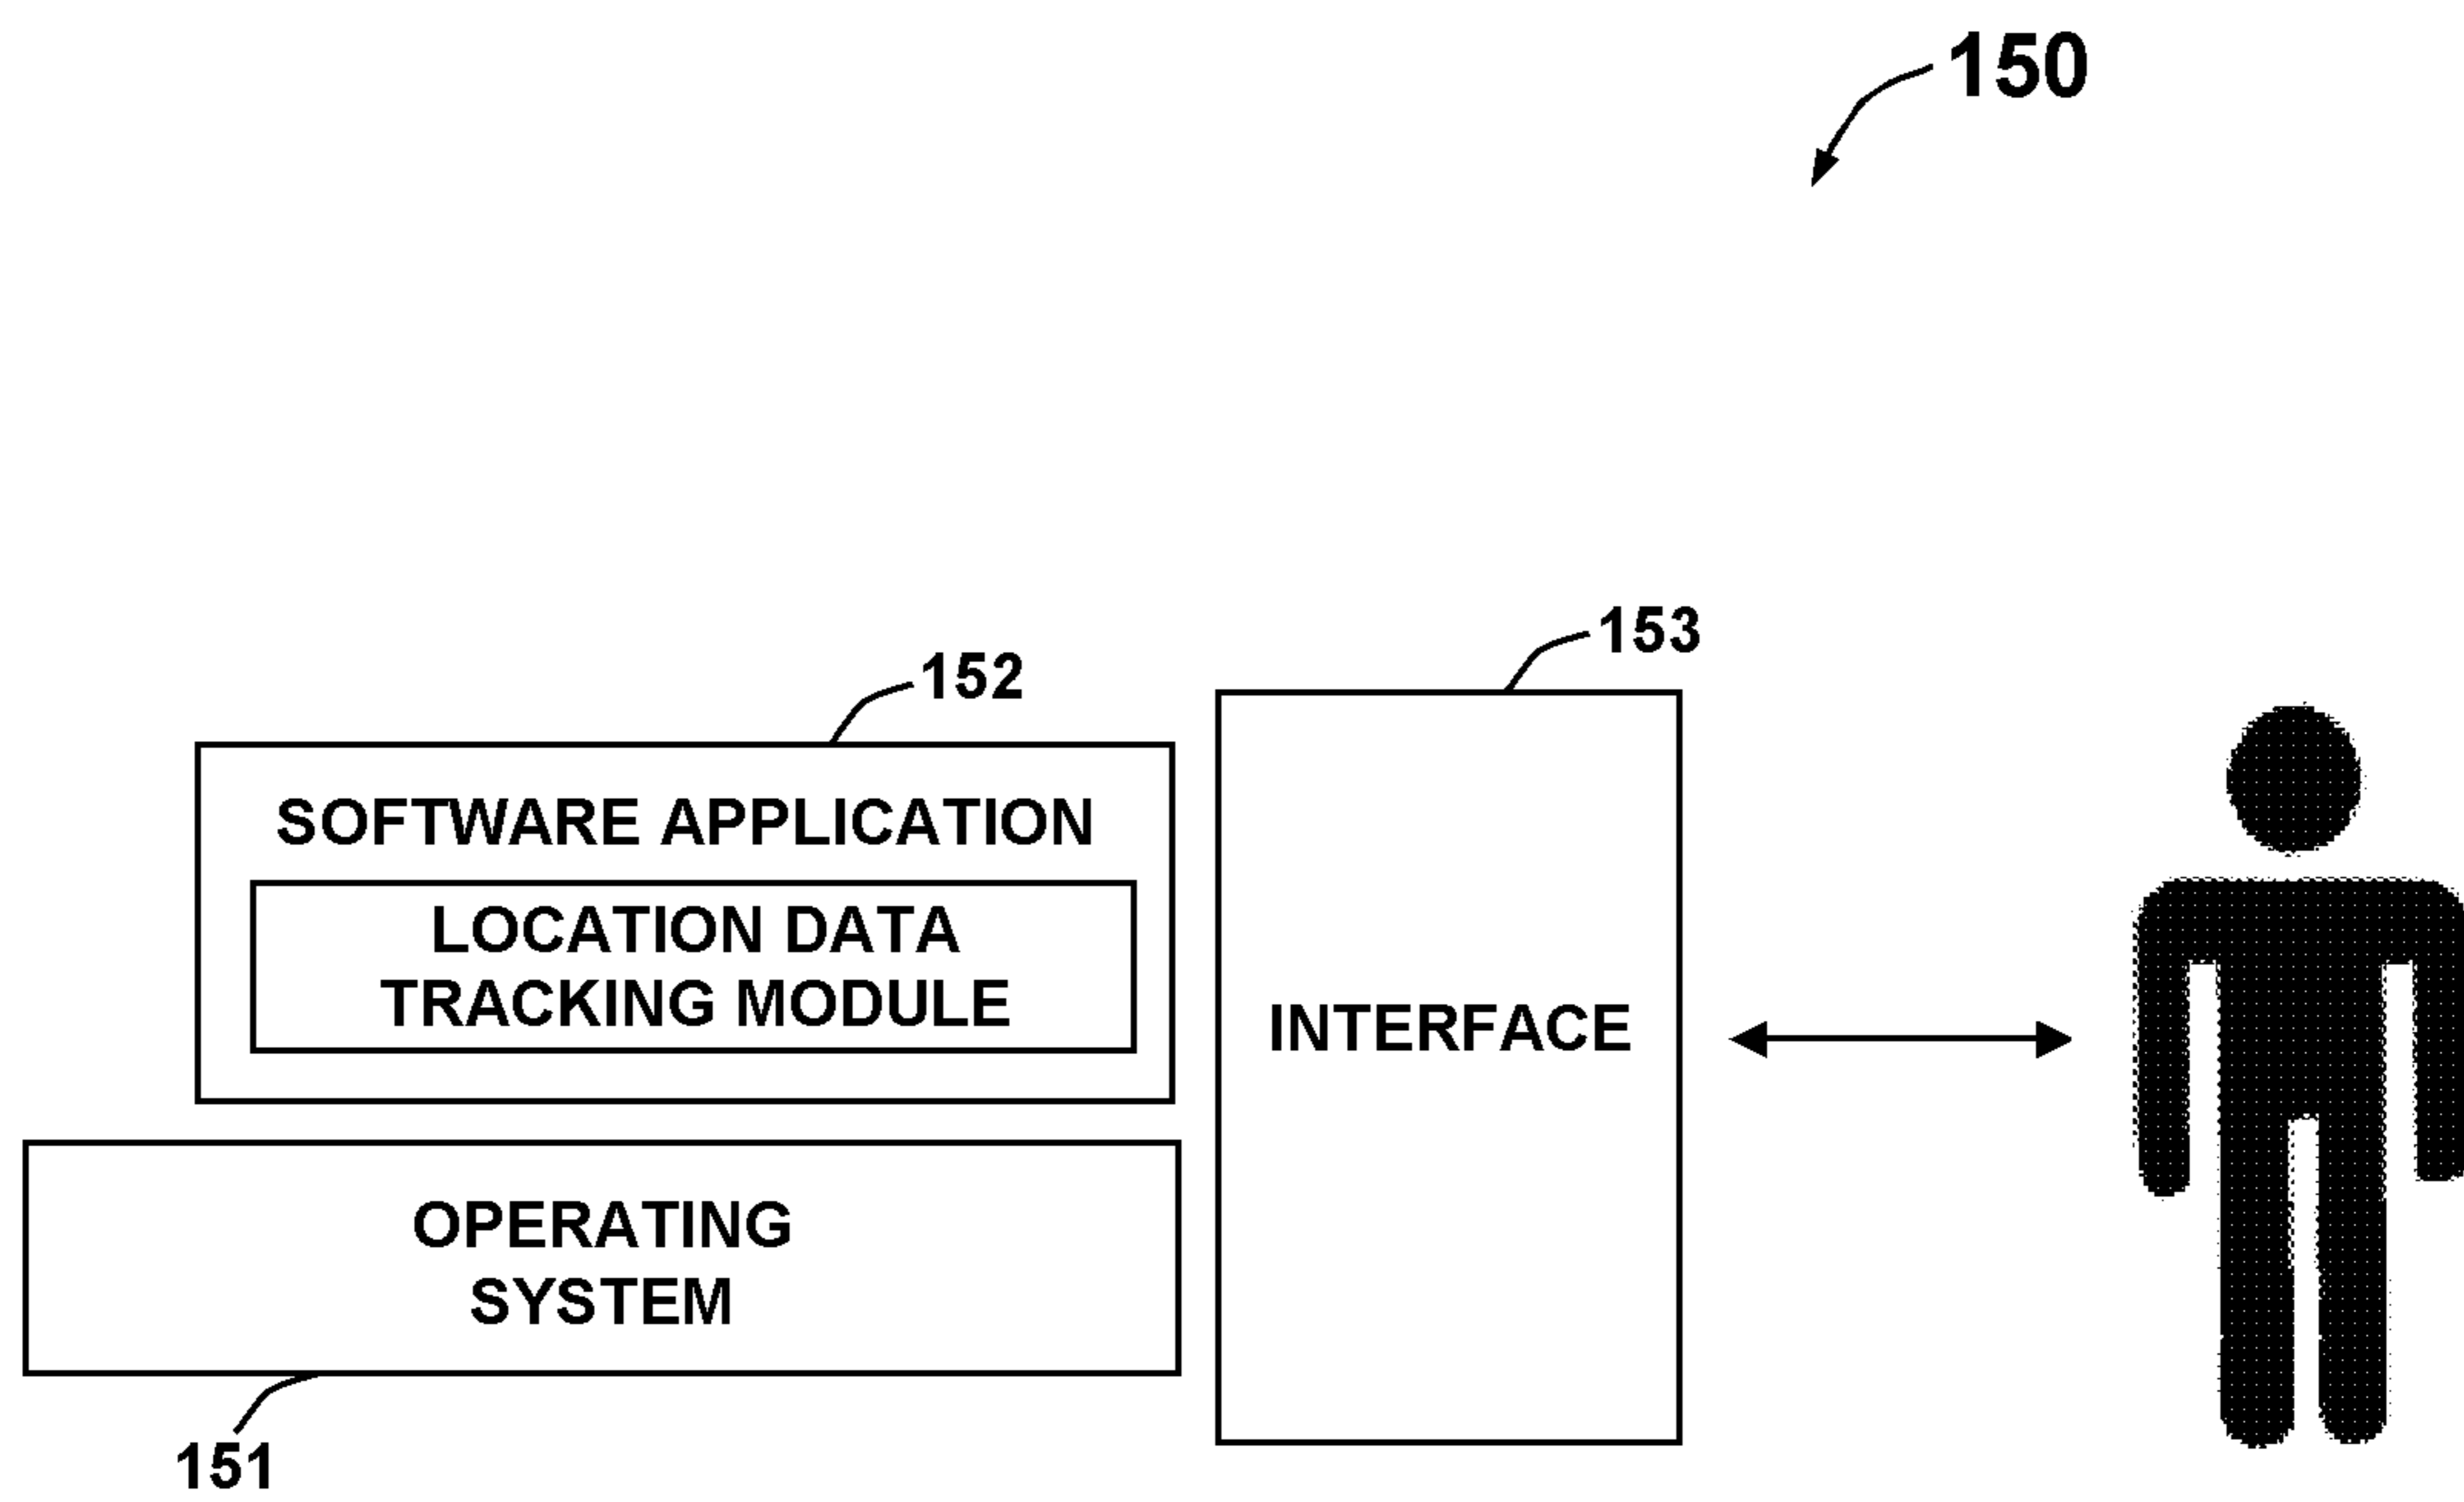 150
153
152
SOFTWARE APPLICATION
LOCATION DATA
TRACKING MODULE
INTERFACE
OPERATING
SYSTEM
151